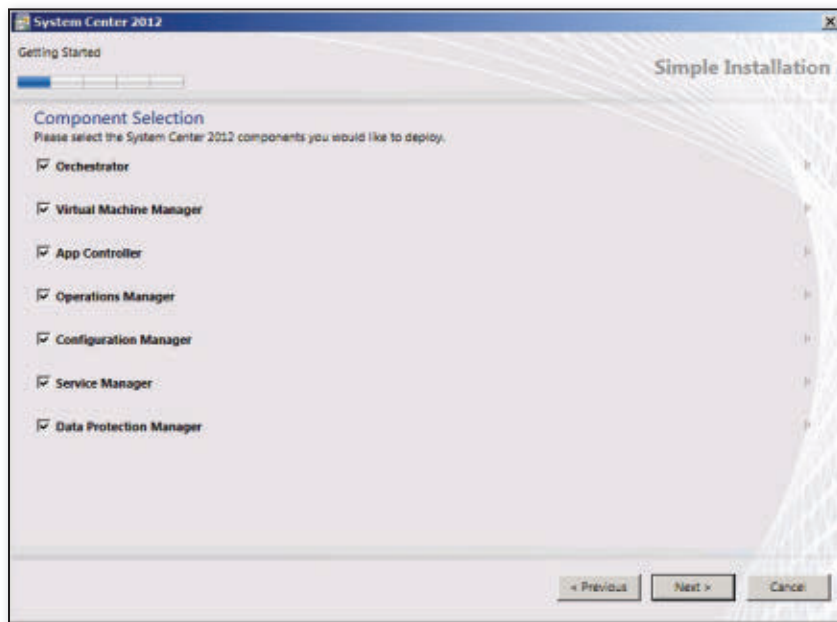 System Center 2012
Getting Started
Simple Installation
Component Selection
Please select the System Center 2012 components you would like to deploy.
Orchestrator
Virtual Machine Manager
App Controller
Operations Manager
Configuration Manager
Service Manager
Data Protection Manager
< Previous Next > Cancel